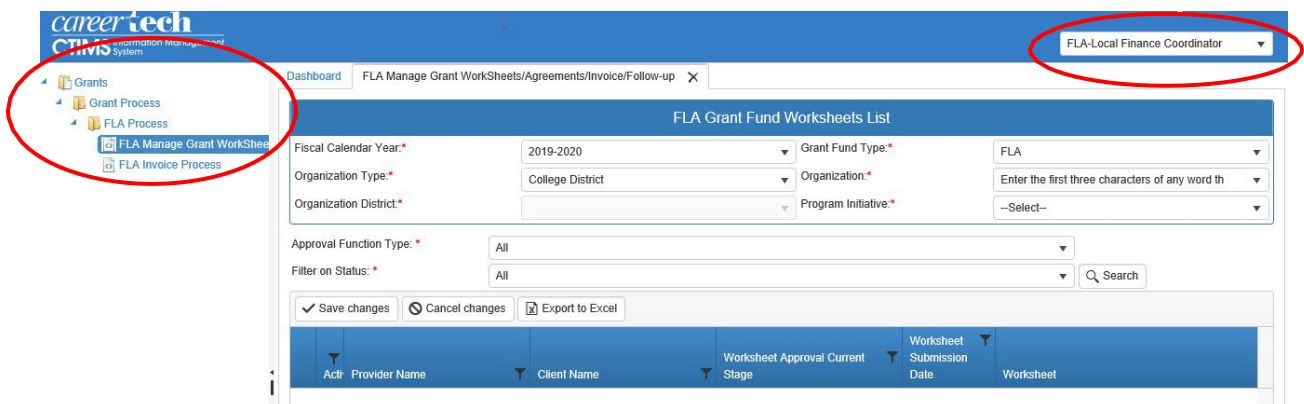 careertech
CTIMS Information Management System
FLA-Local Finance Coordinator
Grants
Grant Process
FLA Process
FLA Manage Grant WorkShee
FLA Invoice Process
Dashboard FLA Manage Grant WorkSheets/Agreements/Invoice/Follow-up X
FLA Grant Fund Worksheets List
Fiscal Calendar Year:* 2019-2020 Grant Fund Type:* FLA
Organization Type:* College District Organization:* Enter the first three characters of any word th
Organization District:* Program Initiative:* --Select--
Approval Function Type: * All
Filter on Status: * All Search
Save changes Cancel changes Export to Excel
Acti Provider Name Client Name Worksheet Approval Current Stage Worksheet Submission Date Worksheet